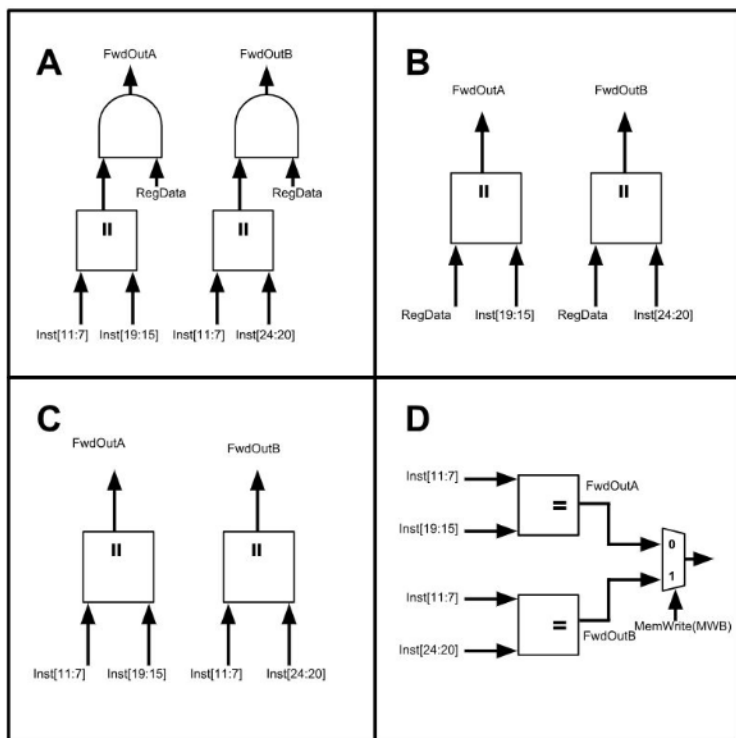 A
FwdOutA
FwdOutB
RegData
RegData
=
=
Inst[11:7]
Inst[19:15]
Inst[11:7]
Inst[24:20]
B
FwdOutA
FwdOutB
=
=
RegData
Inst[19:15]
RegData
Inst[24:20]
C
FwdOutA
FwdOutB
=
=
Inst[11:7]
Inst[19:15]
Inst[11:7]
Inst[24:20]
D
Inst[11:7]
FwdOutA
=
Inst[19:15]
0
1
Inst[11:7]
=
MemWrite(MWB)
FwdOutB
Inst[24:20]